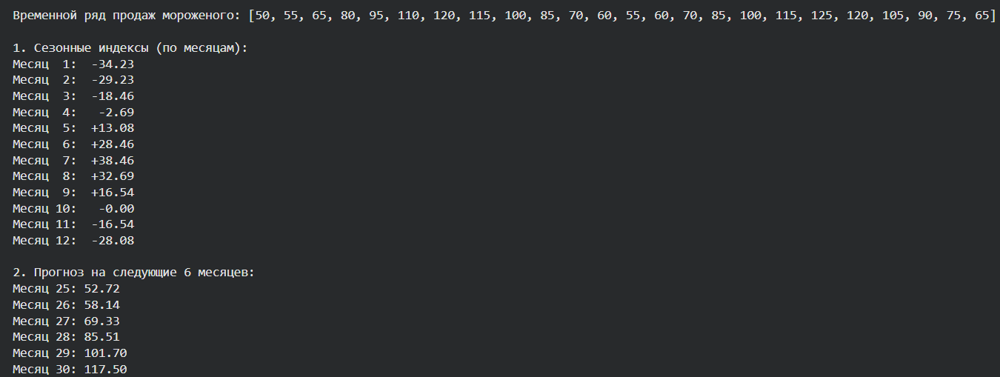 Временной ряд продаж мороженого: [50, 55, 65, 80, 95, 110, 120, 115, 100, 85, 70, 60, 55, 60, 70, 85, 100, 115, 125, 120, 105, 90, 75, 65]
1. Сезонные индексы (по месяцам):
Месяц  1:  -34.23
Месяц  2:  -29.23
Месяц  3:  -18.46
Месяц  4:   -2.69
Месяц  5:  +13.08
Месяц  6:  +28.46
Месяц  7:  +38.46
Месяц  8:  +32.69
Месяц  9:  +16.54
Месяц 10:   -0.00
Месяц 11:  -16.54
Месяц 12:  -28.08
2. Прогноз на следующие 6 месяцев:
Месяц 25: 52.72
Месяц 26: 58.14
Месяц 27: 69.33
Месяц 28: 85.51
Месяц 29: 101.70
Месяц 30: 117.50